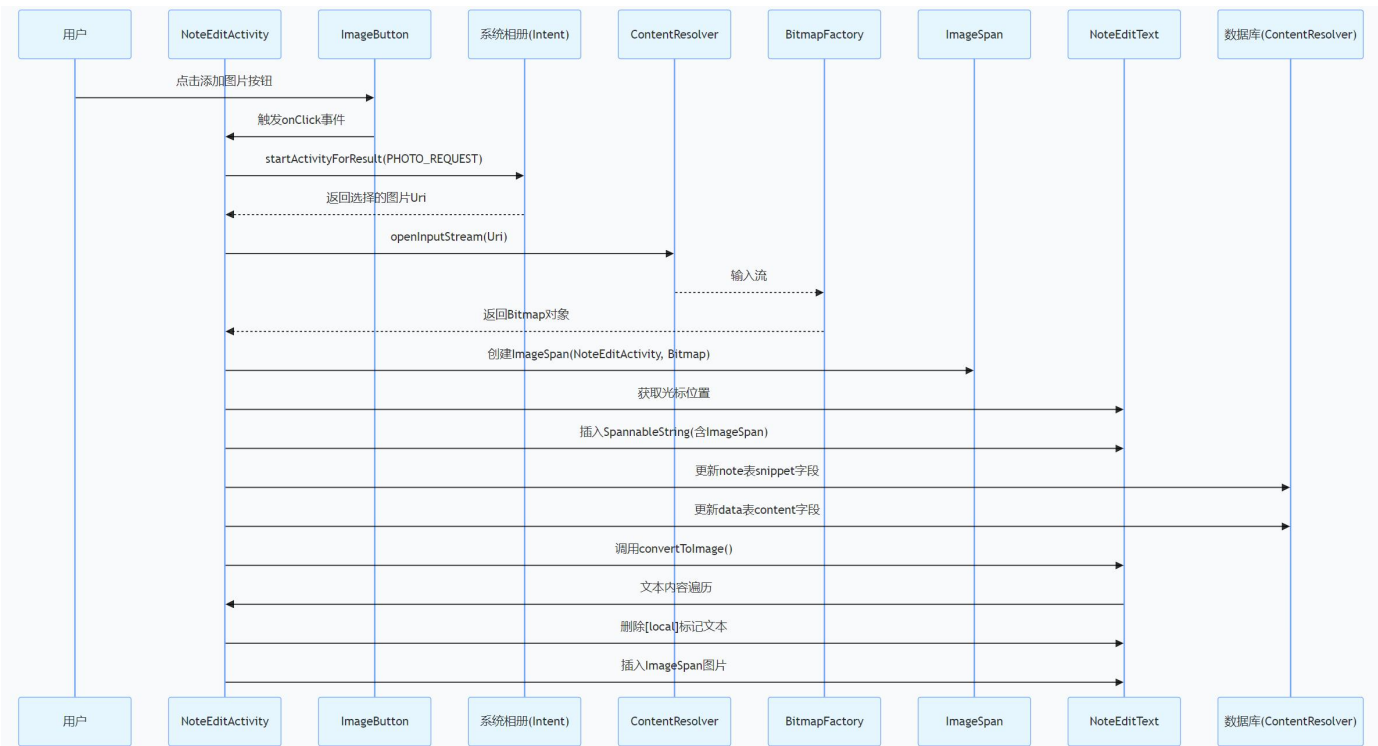 用户 NoteEditActivity ImageButton 系统相册(Intent) ContentResolver BitmapFactory ImageSpan NoteEditText 数据库(ContentResolver)
点击添加图片按钮
触发onClick事件
startActivityForResult(PHOTO_REQUEST)
返回选择的图片Uri
openInputStream(Uri)
输入流
返回Bitmap对象
创建ImageSpan(NoteEditActivity, Bitmap)
获取光标位置
插入SpannableString(含ImageSpan)
更新note表snippet字段
更新data表content字段
调用convertToImage()
文本内容遍历
删除[local]标记文本
插入ImageSpan图片
用户 NoteEditActivity ImageButton 系统相册(Intent) ContentResolver BitmapFactory ImageSpan NoteEditText 数据库(ContentResolver)